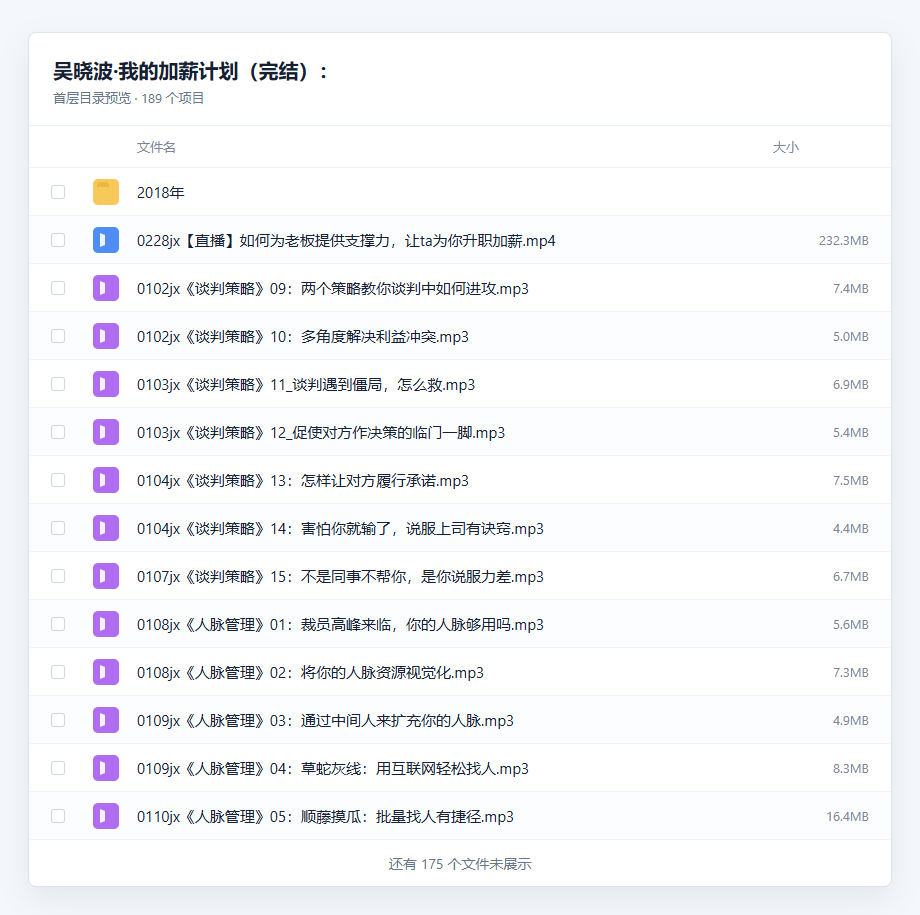 吴晓波·我的加薪计划（完结）：
首层目录预览 · 189 个项目
文件名 大小
2018年
0228jx【直播】如何为老板提供支撑力，让ta为你升职加薪.mp4 232.3MB
0102jx《谈判策略》09：两个策略教你谈判中如何进攻.mp3 7.4MB
0102jx《谈判策略》10：多角度解决利益冲突.mp3 5.0MB
0103jx《谈判策略》11_谈判遇到僵局，怎么救.mp3 6.9MB
0103jx《谈判策略》12_促使对方作决策的临门一脚.mp3 5.4MB
0104jx《谈判策略》13：怎样让对方履行承诺.mp3 7.5MB
0104jx《谈判策略》14：害怕你就输了，说服上司有诀窍.mp3 4.4MB
0107jx《谈判策略》15：不是同事不帮你，是你说服力差.mp3 6.7MB
0108jx《人脉管理》01：裁员高峰来临，你的人脉够用吗.mp3 5.6MB
0108jx《人脉管理》02：将你的人脉资源视觉化.mp3 7.3MB
0109jx《人脉管理》03：通过中间人来扩充你的人脉.mp3 4.9MB
0109jx《人脉管理》04：草蛇灰线：用互联网轻松找人.mp3 8.3MB
0110jx《人脉管理》05：顺藤摸瓜：批量找人有捷径.mp3 16.4MB
还有 175 个文件未展示